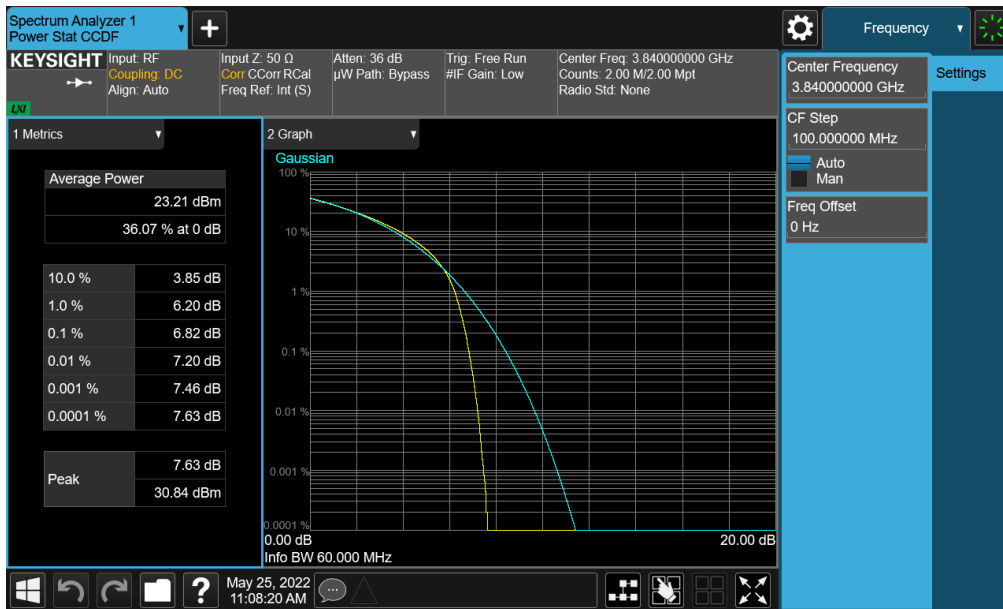 Spectrum Analyzer 1
Power Stat CCDF
+
Frequency
KEYSIGHT
LXI
Input: RF
Coupling: DC
Align: Auto
Input Z: 50 Ω
Corr CCorr RCal
Freq Ref: Int (S)
Atten: 36 dB
µW Path: Bypass
Trig: Free Run
#IF Gain: Low
Center Freq: 3.840000000 GHz
Counts: 2.00 M/2.00 Mpt
Radio Std: None
Center Frequency
3.840000000 GHz
Settings
CF Step
100.000000 MHz
Auto
Man
Freq Offset
0 Hz
1 Metrics
Average Power
23.21 dBm
36.07 % at 0 dB
10.0 % 3.85 dB
1.0 % 6.20 dB
0.1 % 6.82 dB
0.01 % 7.20 dB
0.001 % 7.46 dB
0.0001 % 7.63 dB
Peak
7.63 dB
30.84 dBm
2 Graph
Gaussian
100 %
10 %
1 %
0.1 %
0.01 %
0.001 %
0.0001 %
0.00 dB 20.00 dB
Info BW 60.000 MHz
?
May 25, 2022
11:08:20 AM